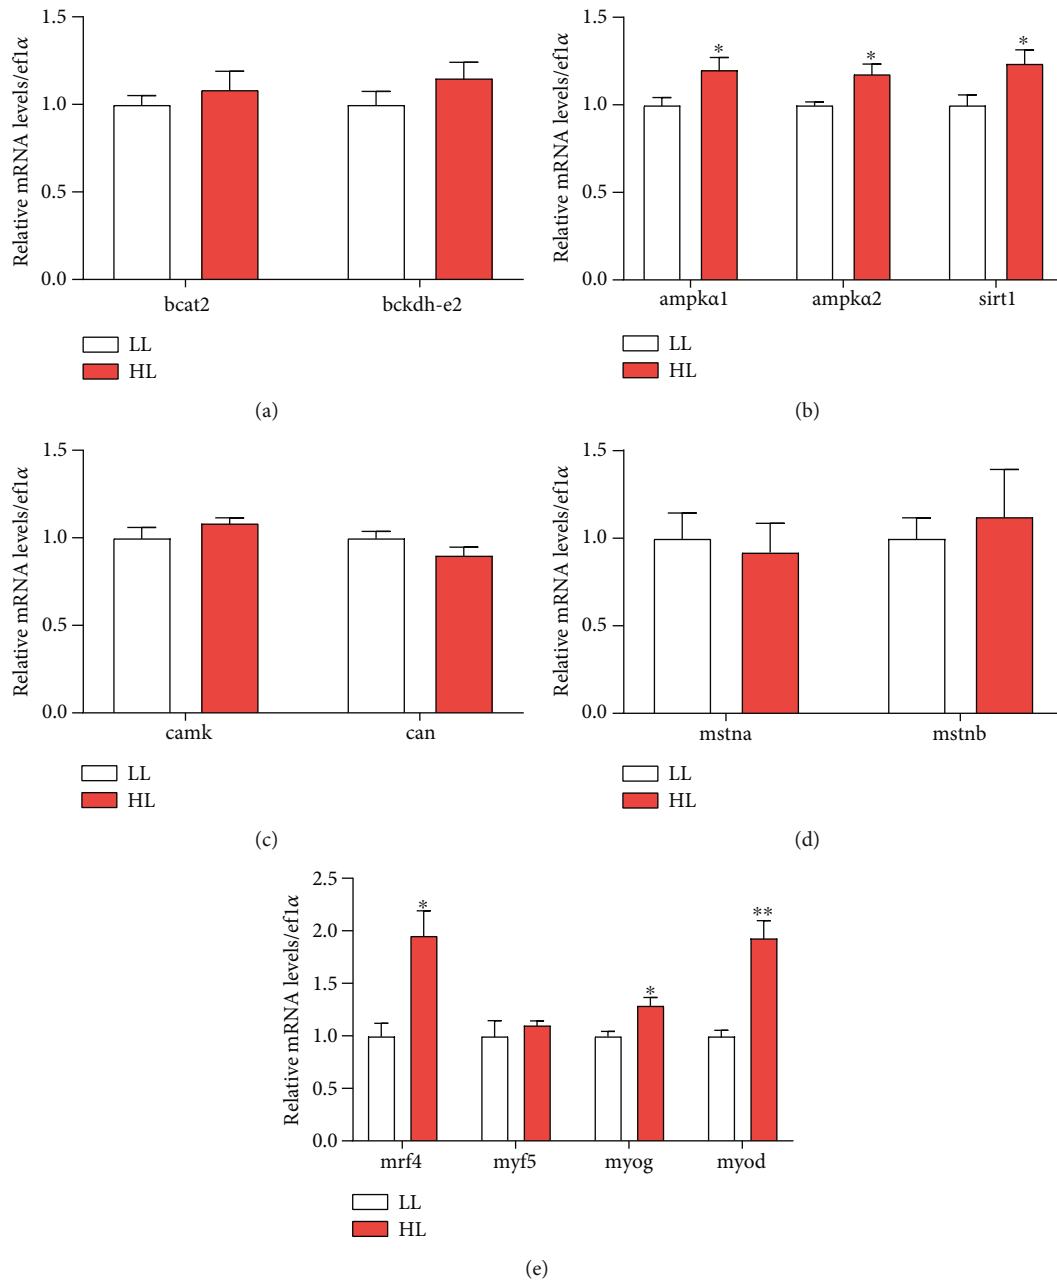 Relative mRNA levels/ef1α
1.5
1.0
0.5
0.0
bcat2 bckdh-e2
LL
HL
(a)
Relative mRNA levels/ef1α
1.5
1.0
0.5
0.0
* * *
ampkα1 ampkα2 sirt1
LL
HL
(b)
Relative mRNA levels/ef1α
1.5
1.0
0.5
0.0
camk can
LL
HL
(c)
Relative mRNA levels/ef1α
1.5
1.0
0.5
0.0
mstna mstnb
LL
HL
(d)
Relative mRNA levels/ef1α
2.5
2.0
1.5
1.0
0.5
0.0
* * **
mrf4 myf5 myog myod
LL
HL
(e)